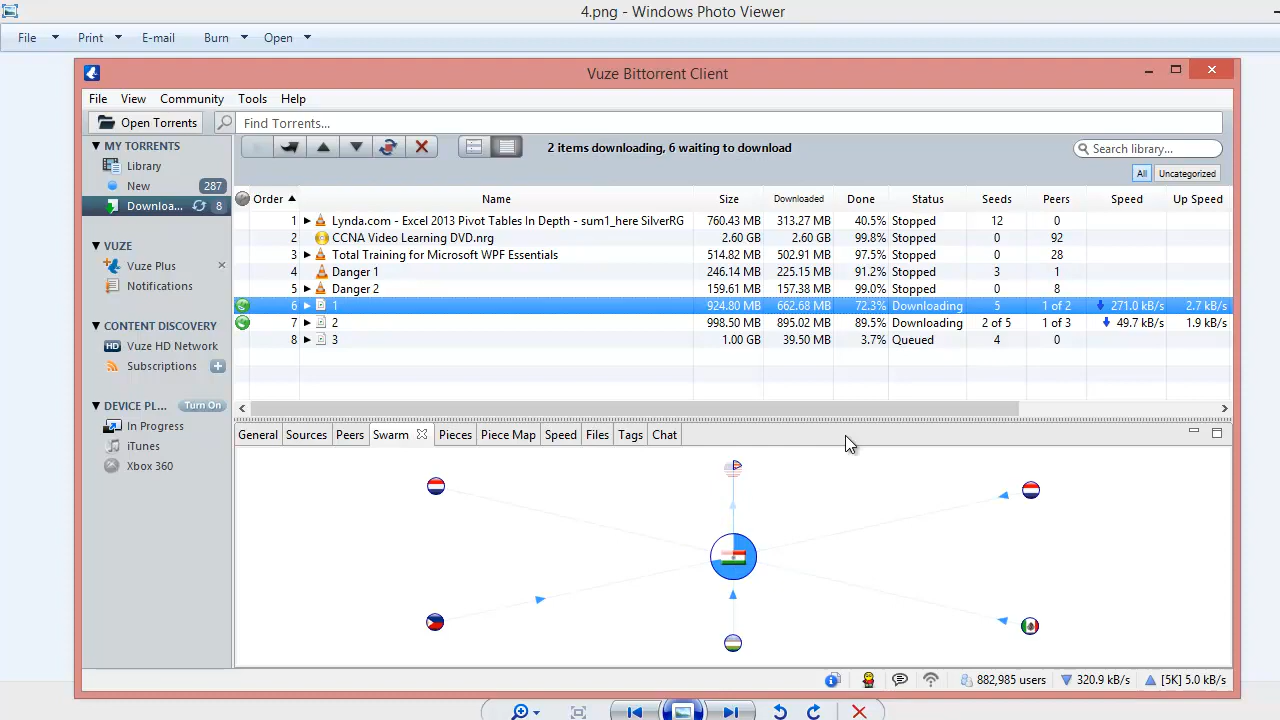 4.png - Windows Photo Viewer
File Print E-mail Burn Open
Vuze Bittorrent Client
File View Community Tools Help
Open Torrents Find Torrents...
MY TORRENTS
Library
New 287
Downloa... 8
VUZE
Vuze Plus
Notifications
CONTENT DISCOVERY
HD Vuze HD Network
Subscriptions
DEVICE PL... Turn On
In Progress
iTunes
Xbox 360
2 items downloading, 6 waiting to download Search library...
All Uncategorized
Order Name Size Downloaded Done Status Seeds Peers Speed Up Speed
1 Lynda.com - Excel 2013 Pivot Tables In Depth - sum1_here SilverRG 760.43 MB 313.27 MB 40.5% Stopped 12 0
2 CCNA Video Learning DVD.nrg 2.60 GB 2.60 GB 99.8% Stopped 0 92
3 Total Training for Microsoft WPF Essentials 514.82 MB 502.91 MB 97.5% Stopped 0 28
4 Danger 1 246.14 MB 225.15 MB 91.2% Stopped 3 1
5 Danger 2 159.61 MB 157.38 MB 99.0% Stopped 0 8
6 1 924.80 MB 662.68 MB 72.3% Downloading 5 1 of 2 271.0 kB/s 2.7 kB/s
7 2 998.50 MB 895.02 MB 89.5% Downloading 2 of 5 1 of 3 49.7 kB/s 1.9 kB/s
8 3 1.00 GB 39.50 MB 3.7% Queued 4 0
General Sources Peers Swarm Pieces Piece Map Speed Files Tags Chat
882,985 users 320.9 kB/s [5K] 5.0 kB/s